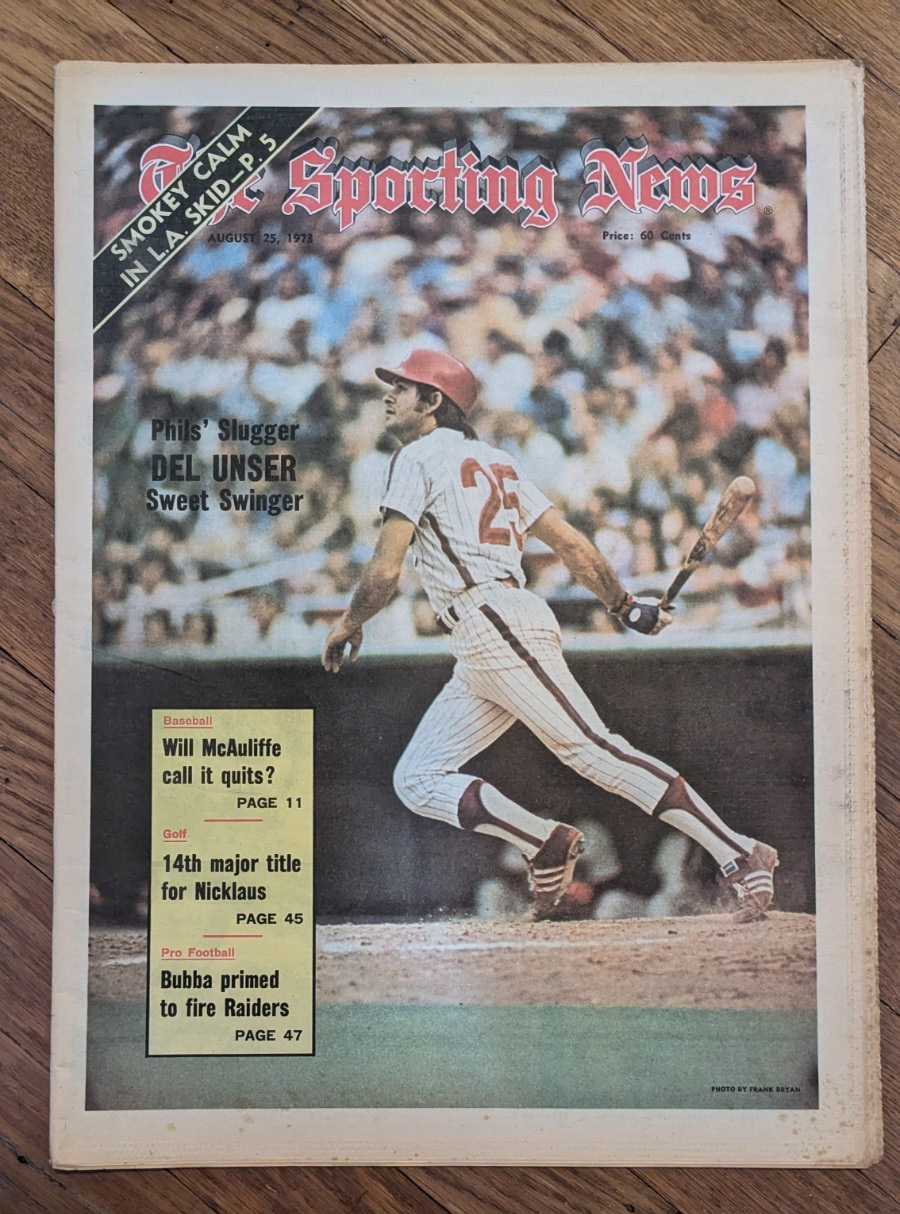 SMOKEY CALM
IN L.A. SKID—P. 5
The Sporting News
®
AUGUST 25, 1973
Price: 60 Cents
Phils' Slugger
DEL UNSER
Sweet Swinger
25
Baseball
Will McAuliffe
call it quits?
PAGE 11
Golf
14th major title
for Nicklaus
PAGE 45
Pro Football
Bubba primed
to fire Raiders
PAGE 47
PHOTO BY FRANK BRYAN